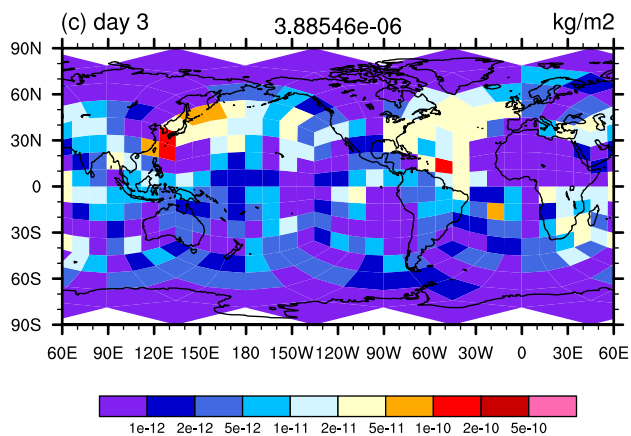 (c) day 3 3.88546e-06 kg/m2
90N
60N
30N
0
30S
60S
90S
60E 90E 120E 150E 180 150W 120W 90W 60W 30W 0 30E 60E
1e-12 2e-12 5e-12 1e-11 2e-11 5e-11 1e-10 2e-10 5e-10